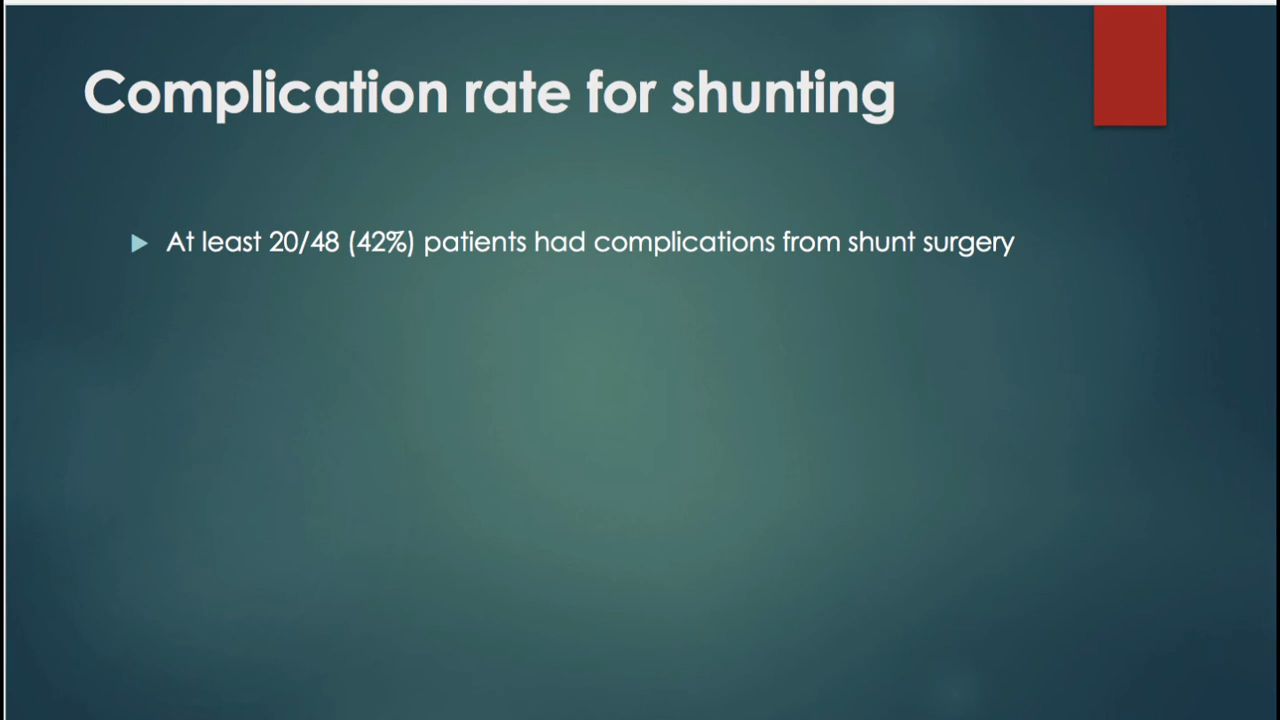 Complication rate for shunting
At least 20/48 (42%) patients had complications from shunt surgery